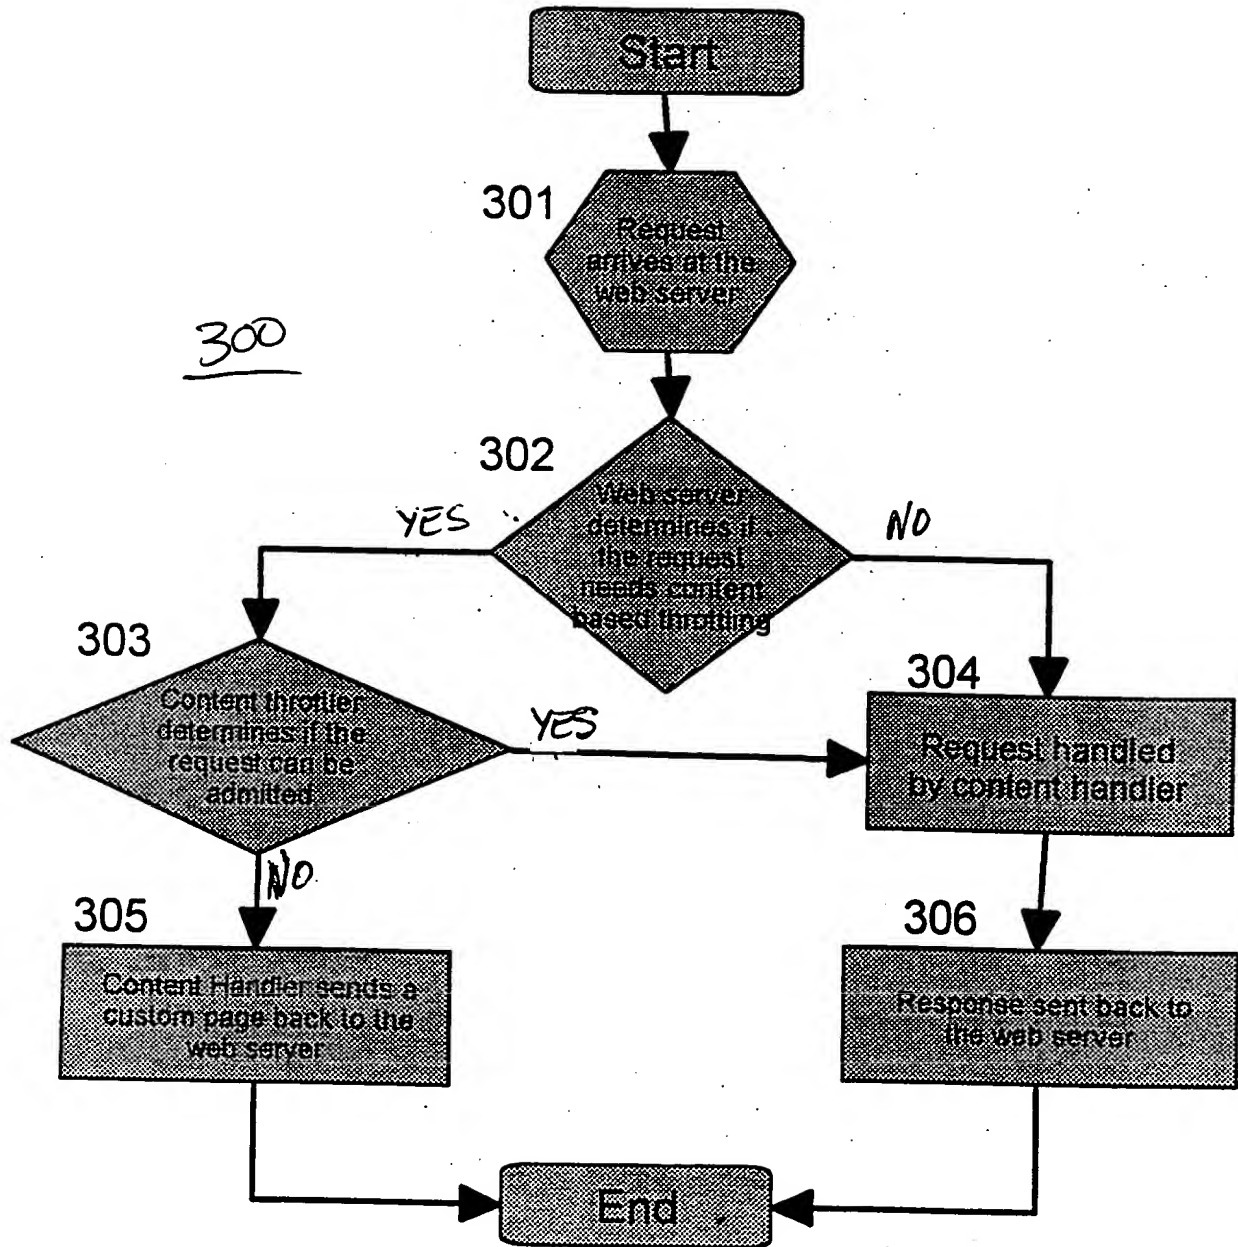 Start
301
Request
arrives at the
web server
300
302
Web server
determines if
the request
needs content
based throttling
YES
NO
303
Content throttler
determines if the
request can be
admitted
YES
304
Request handled
by content handler
NO
305
Content Handler sends a
custom page back to the
web server
306
Response sent back to
the web server
End